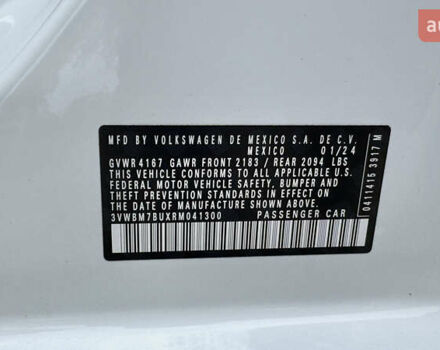 au
MFD BY VOLKSWAGEN DE MEXICO S.A. DE C.V.
MEXICO 01/24
GVWR 4167 GAWR FRONT 2183 / REAR 2094 LBS
THIS VEHICLE CONFORMS TO ALL APPLICABLE U.S.
FEDERAL MOTOR VEHICLE SAFETY, BUMPER AND
THEFT PREVENTION STANDARDS IN EFFECT ON THE
DATE OF MANUFACTURE SHOWN ABOVE.
3VWBM7BUXRM041300 PASSENGER CAR
0411415 3917 M